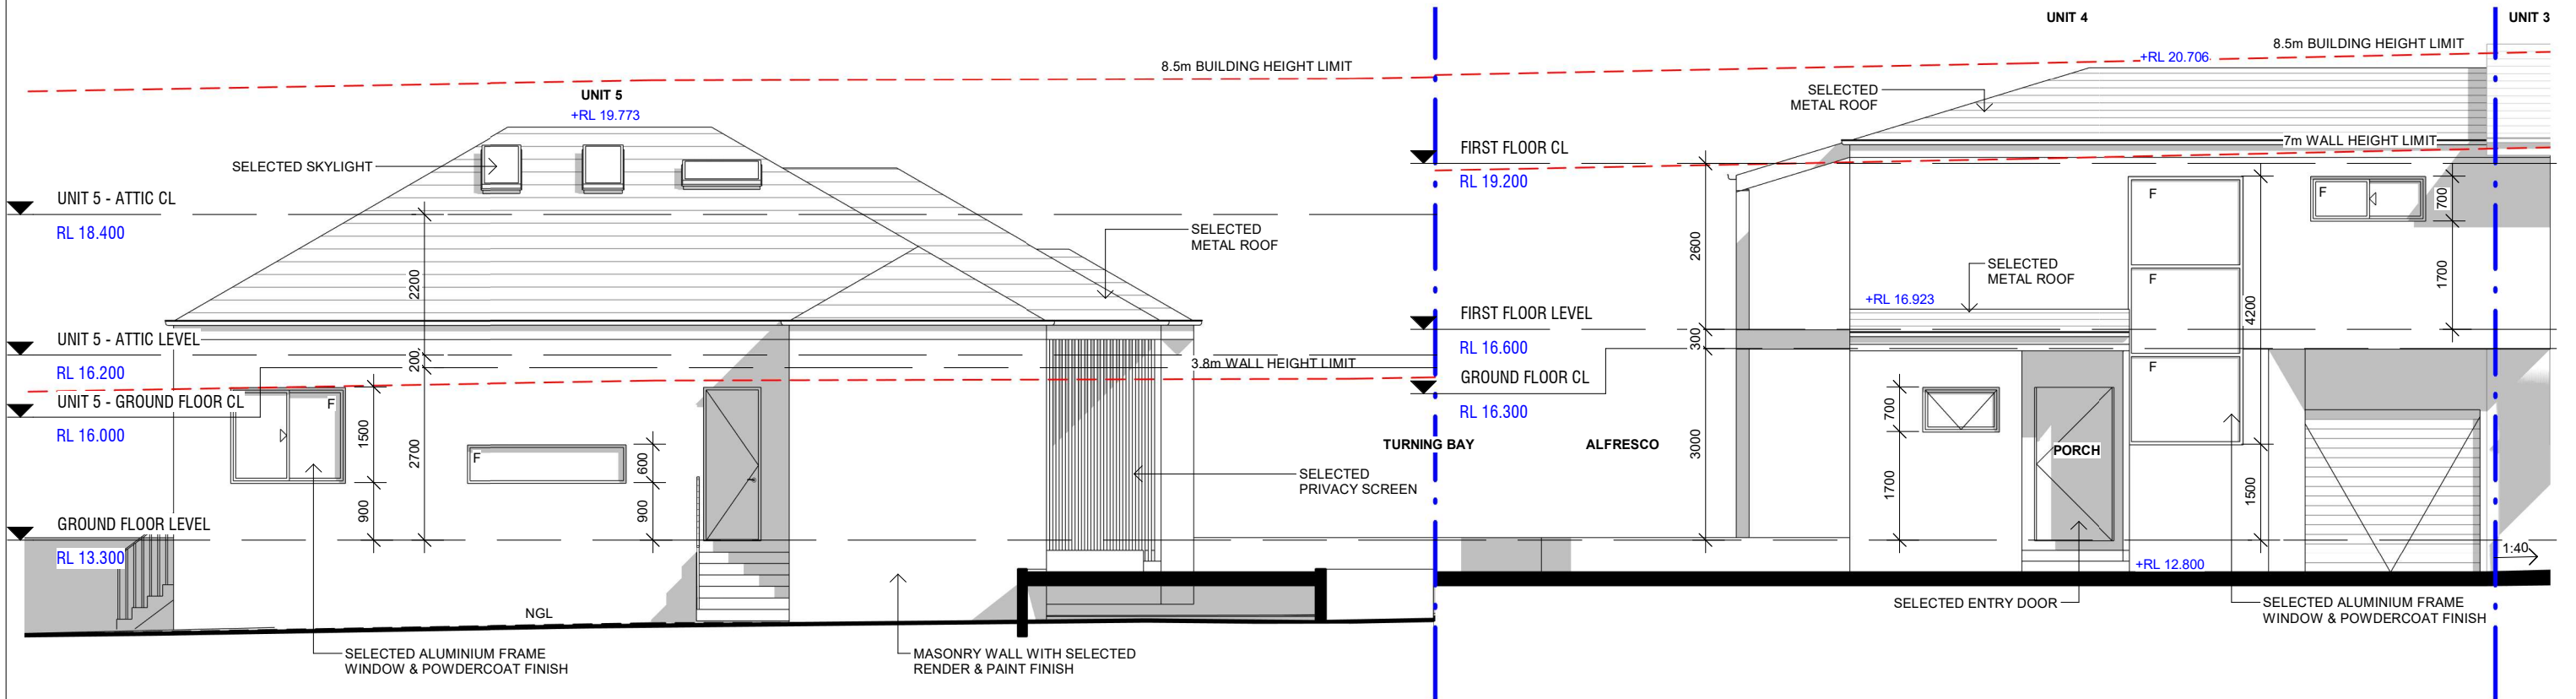 UNIT 4
UNIT 3
8.5m BUILDING HEIGHT LIMIT
8.5m BUILDING HEIGHT LIMIT
+RL 20.706
UNIT 5
+RL 19.773
SELECTED
METAL ROOF
SELECTED SKYLIGHT
7m WALL HEIGHT LIMIT
FIRST FLOOR CL
RL 19.200
UNIT 5 - ATTIC CL
RL 18.400
SELECTED
METAL ROOF
F
F
700
2600
2200
SELECTED
METAL ROOF
F
1700
+RL 16.923
4200
FIRST FLOOR LEVEL
RL 16.600
300
UNIT 5 - ATTIC LEVEL
RL 16.200
200
3.8m WALL HEIGHT LIMIT
F
GROUND FLOOR CL
RL 16.300
UNIT 5 - GROUND FLOOR CL
RL 16.000
F
1500
2700
700
TURNING BAY
ALFRESCO
3000
PORCH
F
600
SELECTED
PRIVACY SCREEN
1700
1500
900
900
GROUND FLOOR LEVEL
RL 13.300
1:40
+RL 12.800
NGL
SELECTED ENTRY DOOR
SELECTED ALUMINIUM FRAME
WINDOW & POWDERCOAT FINISH
SELECTED ALUMINIUM FRAME
WINDOW & POWDERCOAT FINISH
MASONRY WALL WITH SELECTED
RENDER & PAINT FINISH